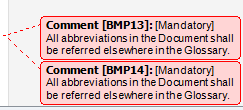 Comment [BMP13]: [Mandatory]
All abbreviations in the Document shall
be referred elsewhere in the Glossary.
Comment [BMP14]: [Mandatory]
All abbreviations in the Document shall
be referred elsewhere in the Glossary.